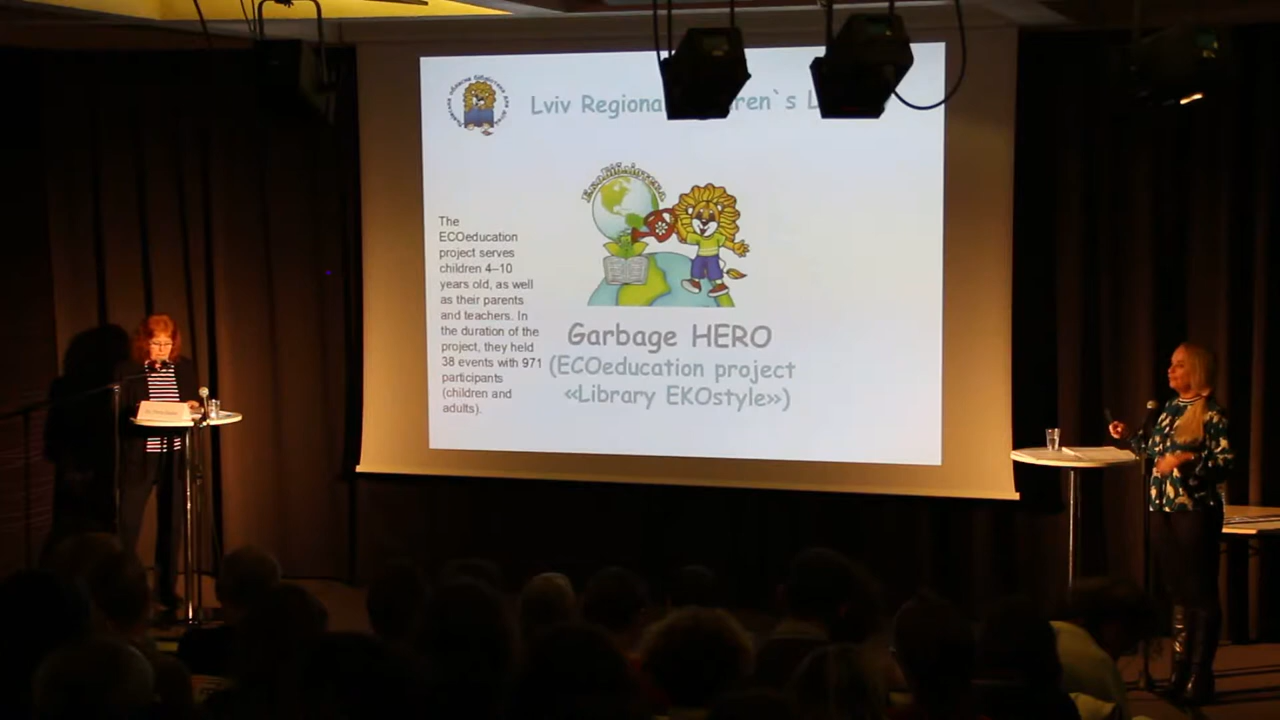 Lviv Regiona ren`s L
ЕкоБібліотека
The
ECOeducation
project serves
children 4–10
years old, as well
as their parents
and teachers. In
the duration of the
project, they held
38 events with 971
participants
(children and
adults).
Garbage HERO
(ECOeducation project
«Library EKOstyle»)